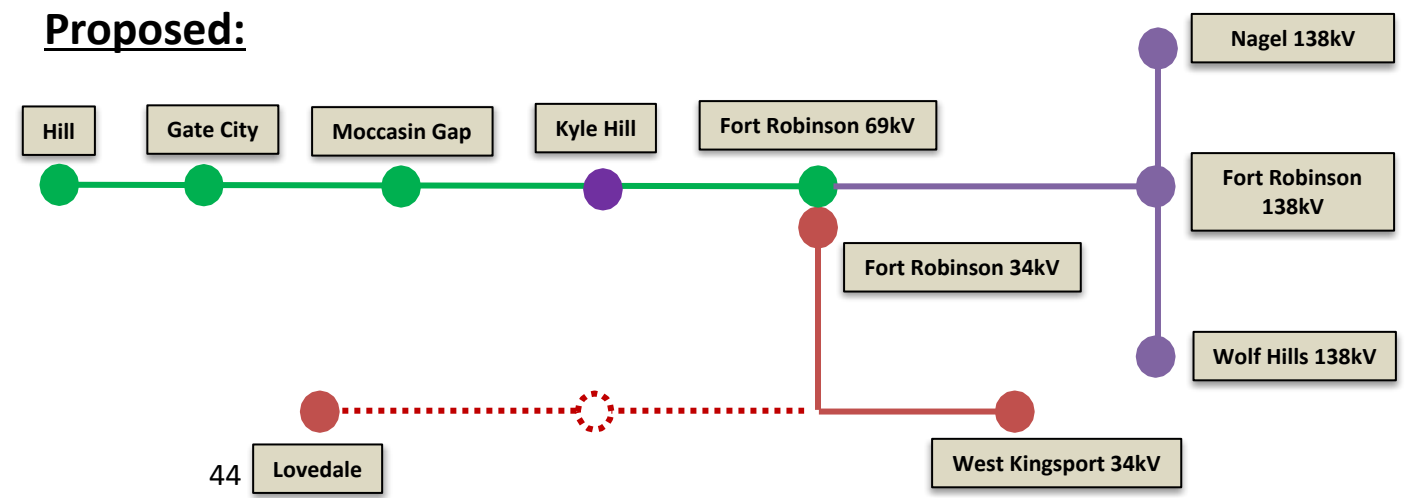 Proposed:
Nagel 138kV
Hill
Gate City
Moccasin Gap
Kyle Hill
Fort Robinson 69kV
Fort Robinson
138kV
Fort Robinson 34kV
Wolf Hills 138kV
44
Lovedale
West Kingsport 34kV